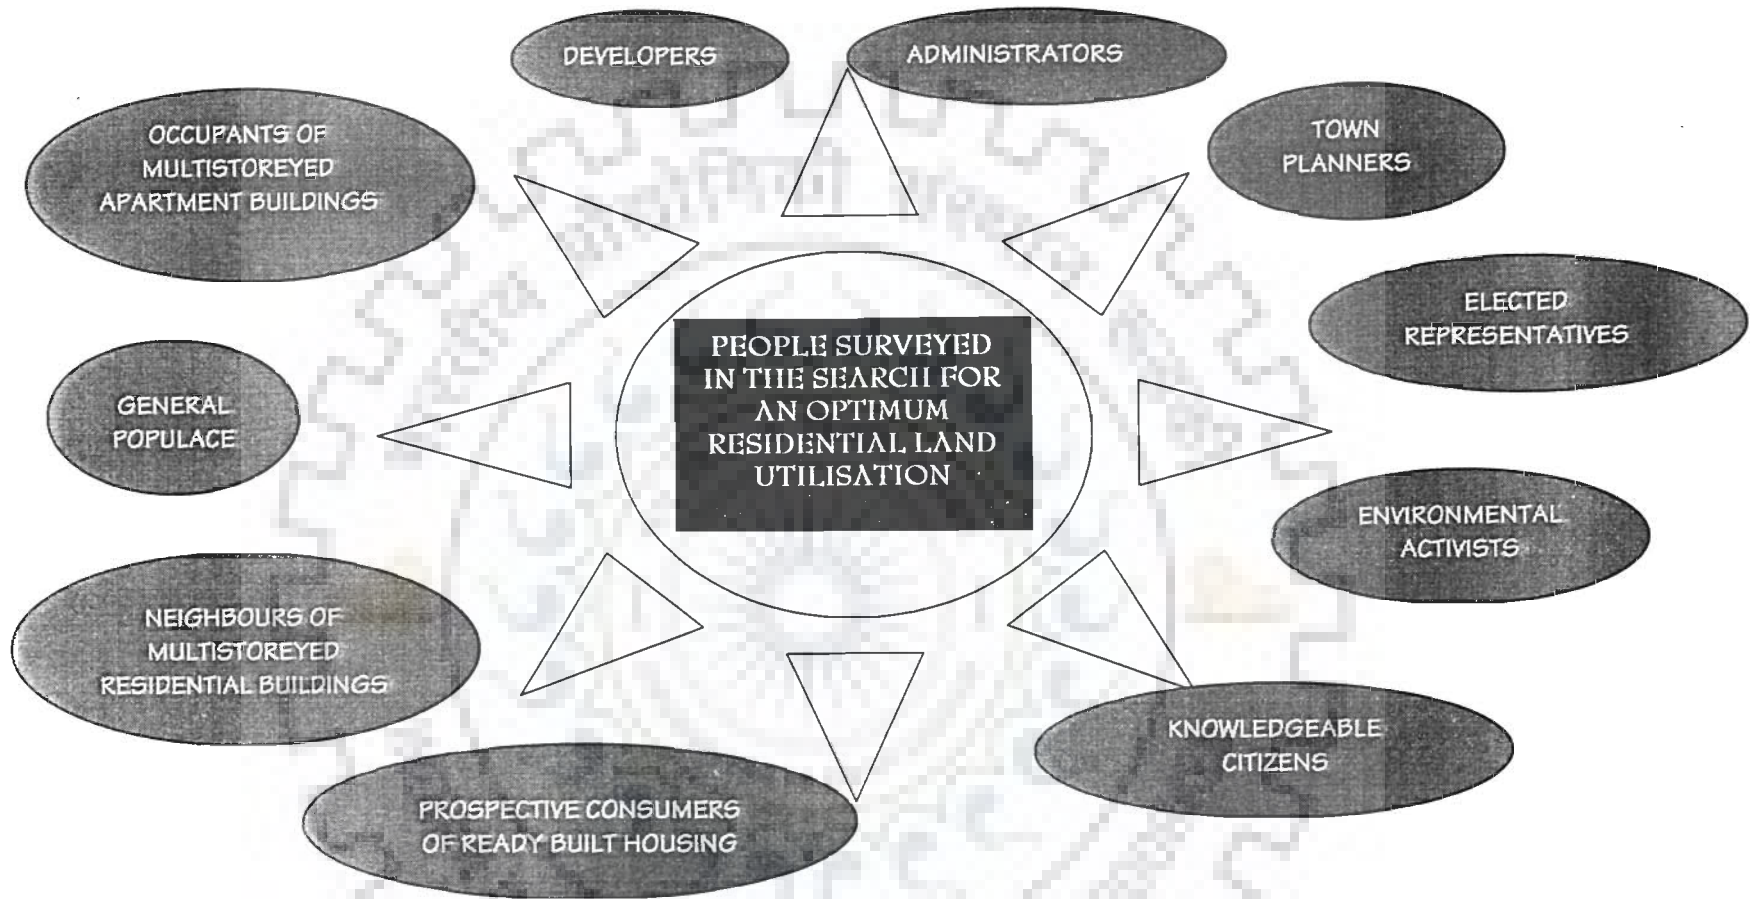 DEVELOPERS
ADMINISTRATORS
OCCUPANTS OF
MULTISTOREYED
APARTMENT BUILDINGS
TOWN
PLANNERS
ELECTED
REPRESENTATIVES
PEOPLE SURVEYED
IN THE SEARCH FOR
AN OPTIMUM
RESIDENTIAL LAND
UTILISATION
GENERAL
POPULACE
ENVIRONMENTAL
ACTIVISTS
NEIGHBOURS OF
MULTISTOREYED
RESIDENTIAL BUILDINGS
KNOWLEDGEABLE
CITIZENS
PROSPECTIVE CONSUMERS
OF READY BUILT HOUSING